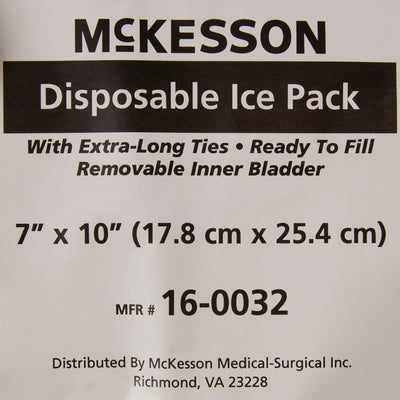 McKESSON
Disposable Ice Pack
With Extra-Long Ties • Ready To Fill
Removable Inner Bladder
7" x 10" (17.8 cm x 25.4 cm)
MFR # 16-0032
Distributed By McKesson Medical-Surgical Inc.
Richmond, VA 23228